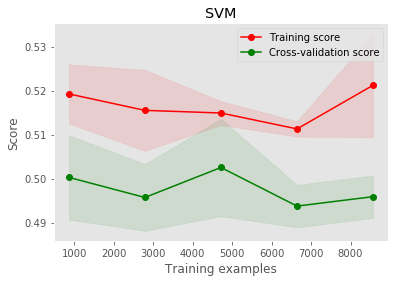 SVM
Training score
Cross-validation score
0.53
0.52
0.51
0.50
0.49
Score
1000 2000 3000 4000 5000 6000 7000 8000
Training examples